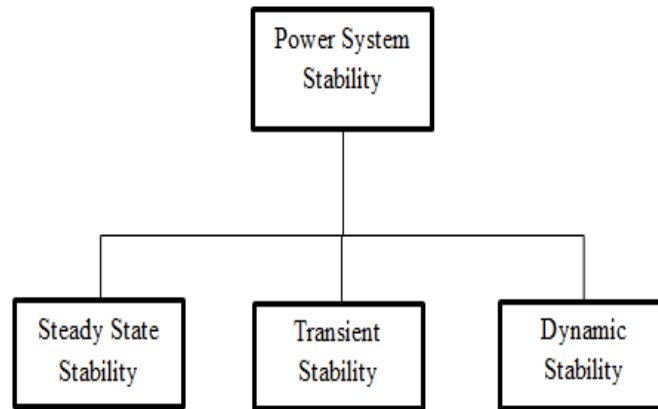 Power System
Stability
Steady State
Stability
Transient
Stability
Dynamic
Stability